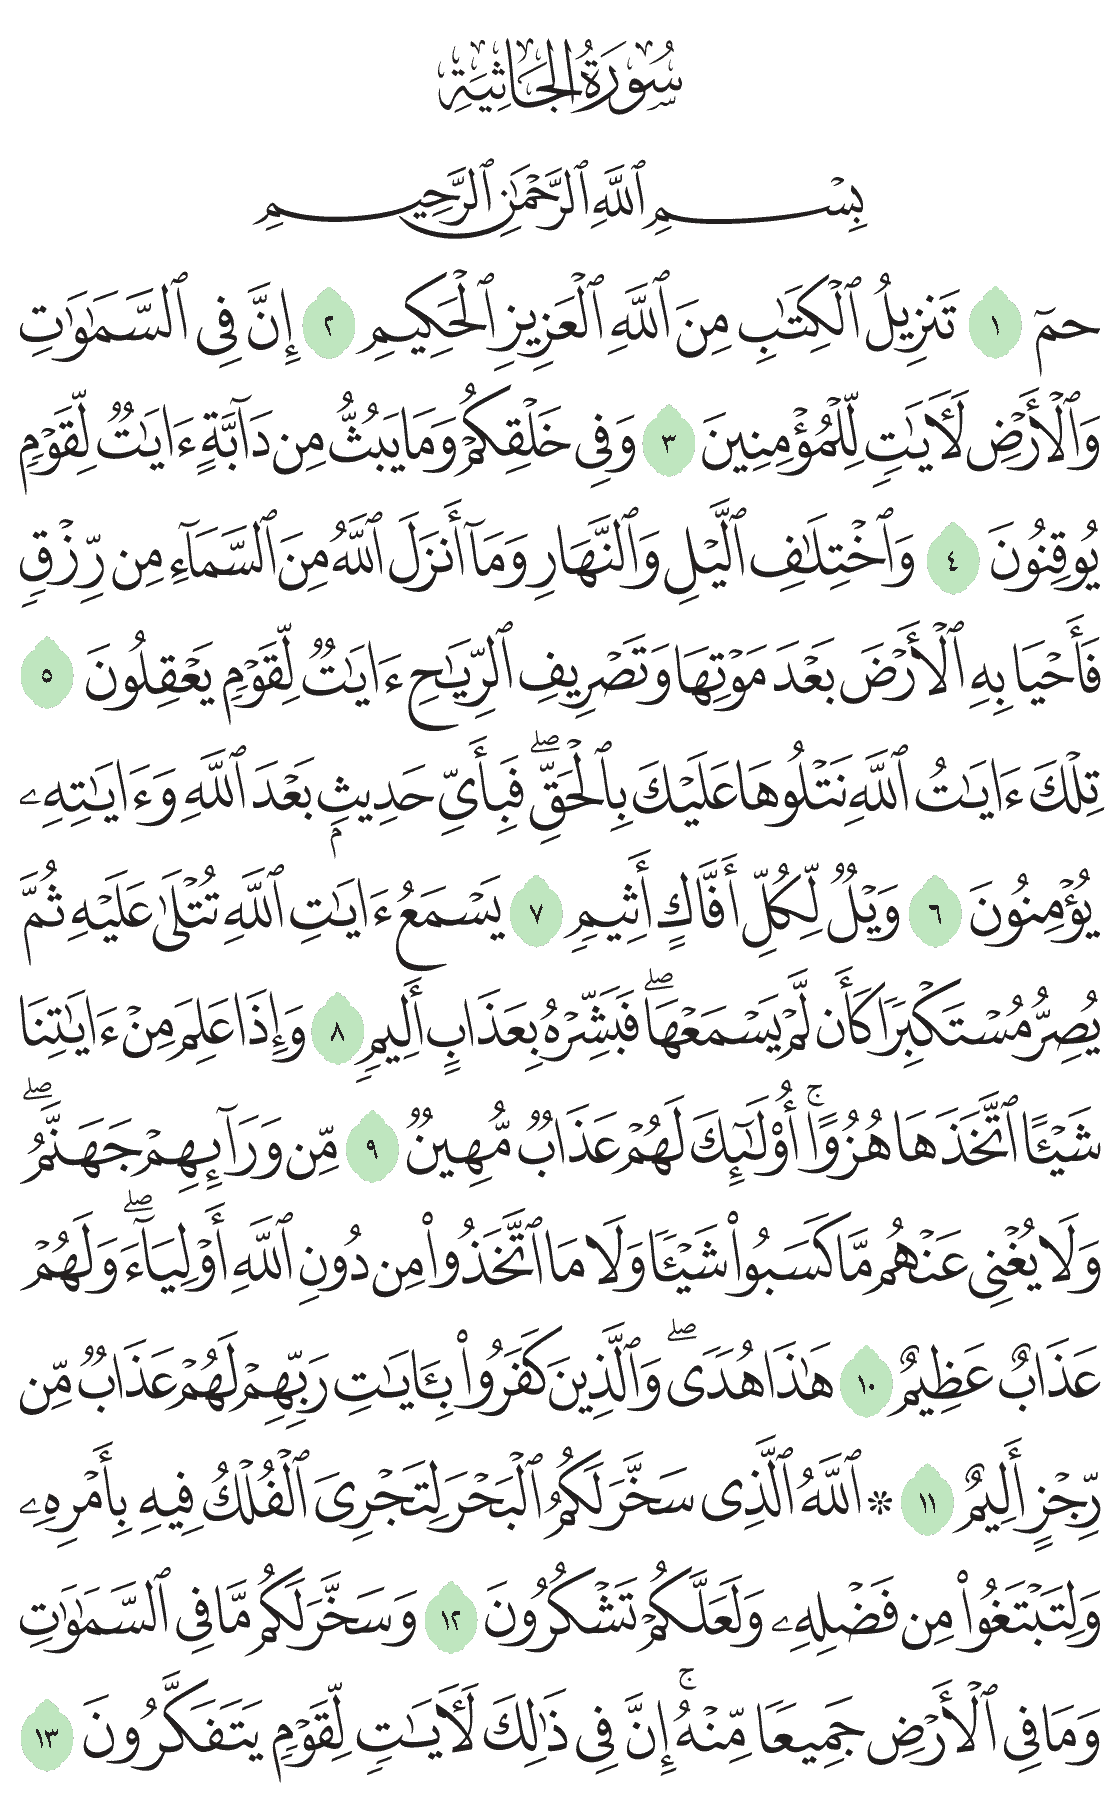 سُورَةُ الجَاثِيَةِ
بِسْمِ ٱللَّهِ ٱلرَّحْمَٰنِ ٱلرَّحِيمِ
حمٓ ١ تَنزِيلُ ٱلْكِتَٰبِ مِنَ ٱللَّهِ ٱلْعَزِيزِ ٱلْحَكِيمِ ٢ إِنَّ فِى ٱلسَّمَٰوَٰتِ
وَٱلْأَرْضِ لَءَايَٰتٍ لِّلْمُؤْمِنِينَ ٣ وَفِى خَلْقِكُمْ وَمَا يَبُثُّ مِن دَآبَّةٍ ءَايَٰتٌ لِّقَوْمٍ
يُوقِنُونَ ٤ وَٱخْتِلَٰفِ ٱلَّيْلِ وَٱلنَّهَارِ وَمَآ أَنزَلَ ٱللَّهُ مِنَ ٱلسَّمَآءِ مِن رِّزْقٍ
فَأَحْيَا بِهِ ٱلْأَرْضَ بَعْدَ مَوْتِهَا وَتَصْرِيفِ ٱلرِّيَٰحِ ءَايَٰتٌ لِّقَوْمٍ يَعْقِلُونَ ٥
تِلْكَ ءَايَٰتُ ٱللَّهِ نَتْلُوهَا عَلَيْكَ بِٱلْحَقِّ ۖ فَبِأَىِّ حَدِيثٍۭ بَعْدَ ٱللَّهِ وَءَايَٰتِهِۦ
يُؤْمِنُونَ ٦ وَيْلٌ لِّكُلِّ أَفَّاكٍ أَثِيمٍ ٧ يَسْمَعُ ءَايَٰتِ ٱللَّهِ تُتْلَىٰ عَلَيْهِ ثُمَّ
يُصِرُّ مُسْتَكْبِرًا كَأَن لَّمْ يَسْمَعْهَا ۖ فَبَشِّرْهُ بِعَذَابٍ أَلِيمٍ ٨ وَإِذَا عَلِمَ مِنْ ءَايَٰتِنَا
شَيْـًٔا ٱتَّخَذَهَا هُزُوًا ۚ أُو۟لَٰٓئِكَ لَهُمْ عَذَابٌ مُّهِينٌ ٩ مِّن وَرَآئِهِمْ جَهَنَّمُ ۖ
وَلَا يُغْنِى عَنْهُم مَّا كَسَبُوا۟ شَيْـًٔا وَلَا مَا ٱتَّخَذُوا۟ مِن دُونِ ٱللَّهِ أَوْلِيَآءَ ۖ وَلَهُمْ
عَذَابٌ عَظِيمٌ ١٠ هَٰذَا هُدًى ۖ وَٱلَّذِينَ كَفَرُوا۟ بِـَٔايَٰتِ رَبِّهِمْ لَهُمْ عَذَابٌ مِّن
رِّجْزٍ أَلِيمٌ ١١ ۞ ٱللَّهُ ٱلَّذِى سَخَّرَ لَكُمُ ٱلْبَحْرَ لِتَجْرِىَ ٱلْفُلْكُ فِيهِ بِأَمْرِهِۦ
وَلِتَبْتَغُوا۟ مِن فَضْلِهِۦ وَلَعَلَّكُمْ تَشْكُرُونَ ١٢ وَسَخَّرَ لَكُم مَّا فِى ٱلسَّمَٰوَٰتِ
وَمَا فِى ٱلْأَرْضِ جَمِيعًا مِّنْهُ ۚ إِنَّ فِى ذَٰلِكَ لَءَايَٰتٍ لِّقَوْمٍ يَتَفَكَّرُونَ ١٣